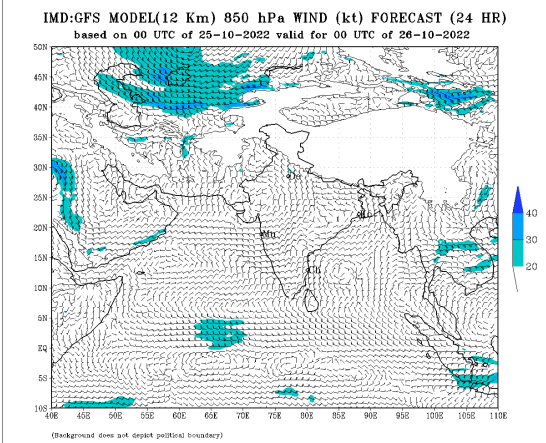 IMD:GFS MODEL(12 Km) 850 hPa WIND (kt) FORECAST (24 HR)
based on 00 UTC of 25-10-2022 valid for 00 UTC of 26-10-2022
50N
45N
40N
35N
30N
25N
20N
15N
10N
5N
EQ
5S
10S
Mu
Ch
40
30
20
40E 45E 50E 55E 60E 65E 70E 75E 80E 85E 90E 95E 100E 105E 110E
(Background does not depict political boundary)